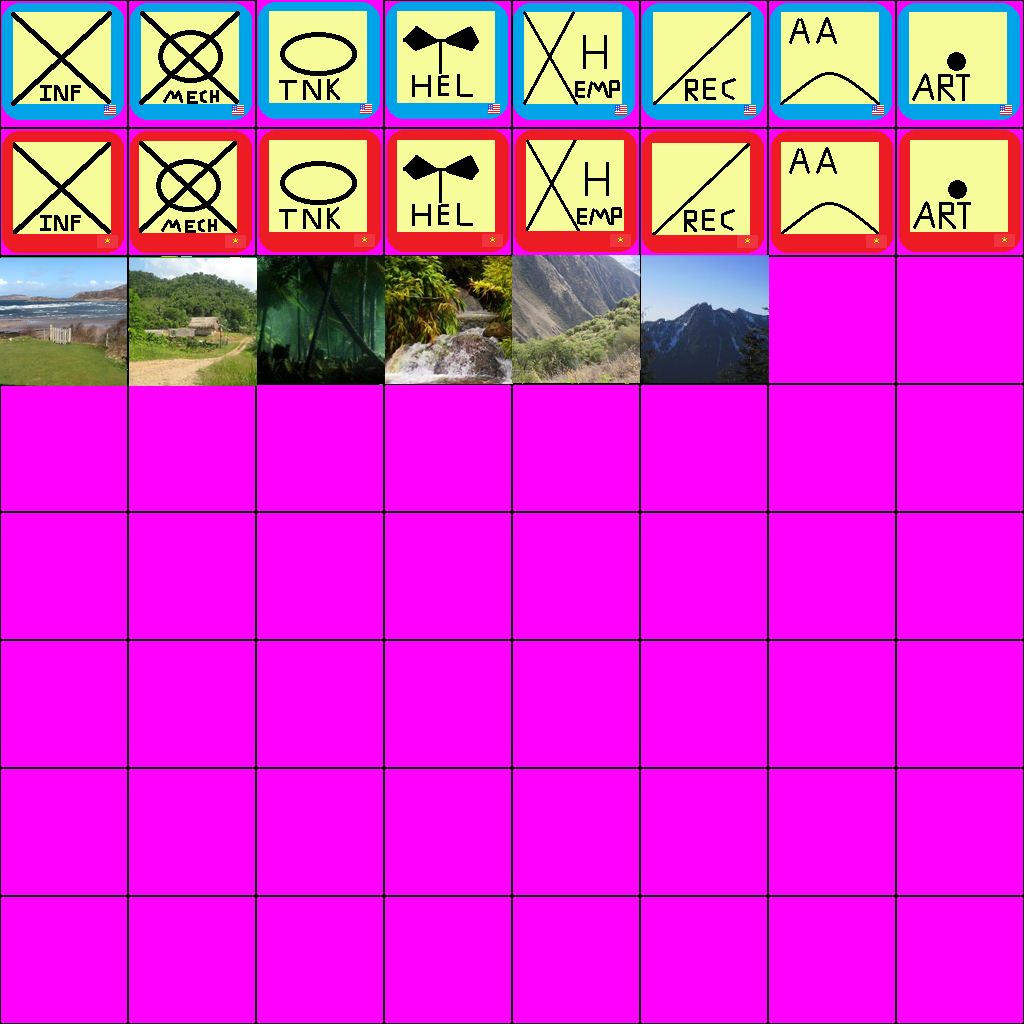 INF
MECH
TNK
HEL
H
EMP
REC
AA
ART
INF
MECH
TNK
HEL
H
EMP
REC
AA
ART